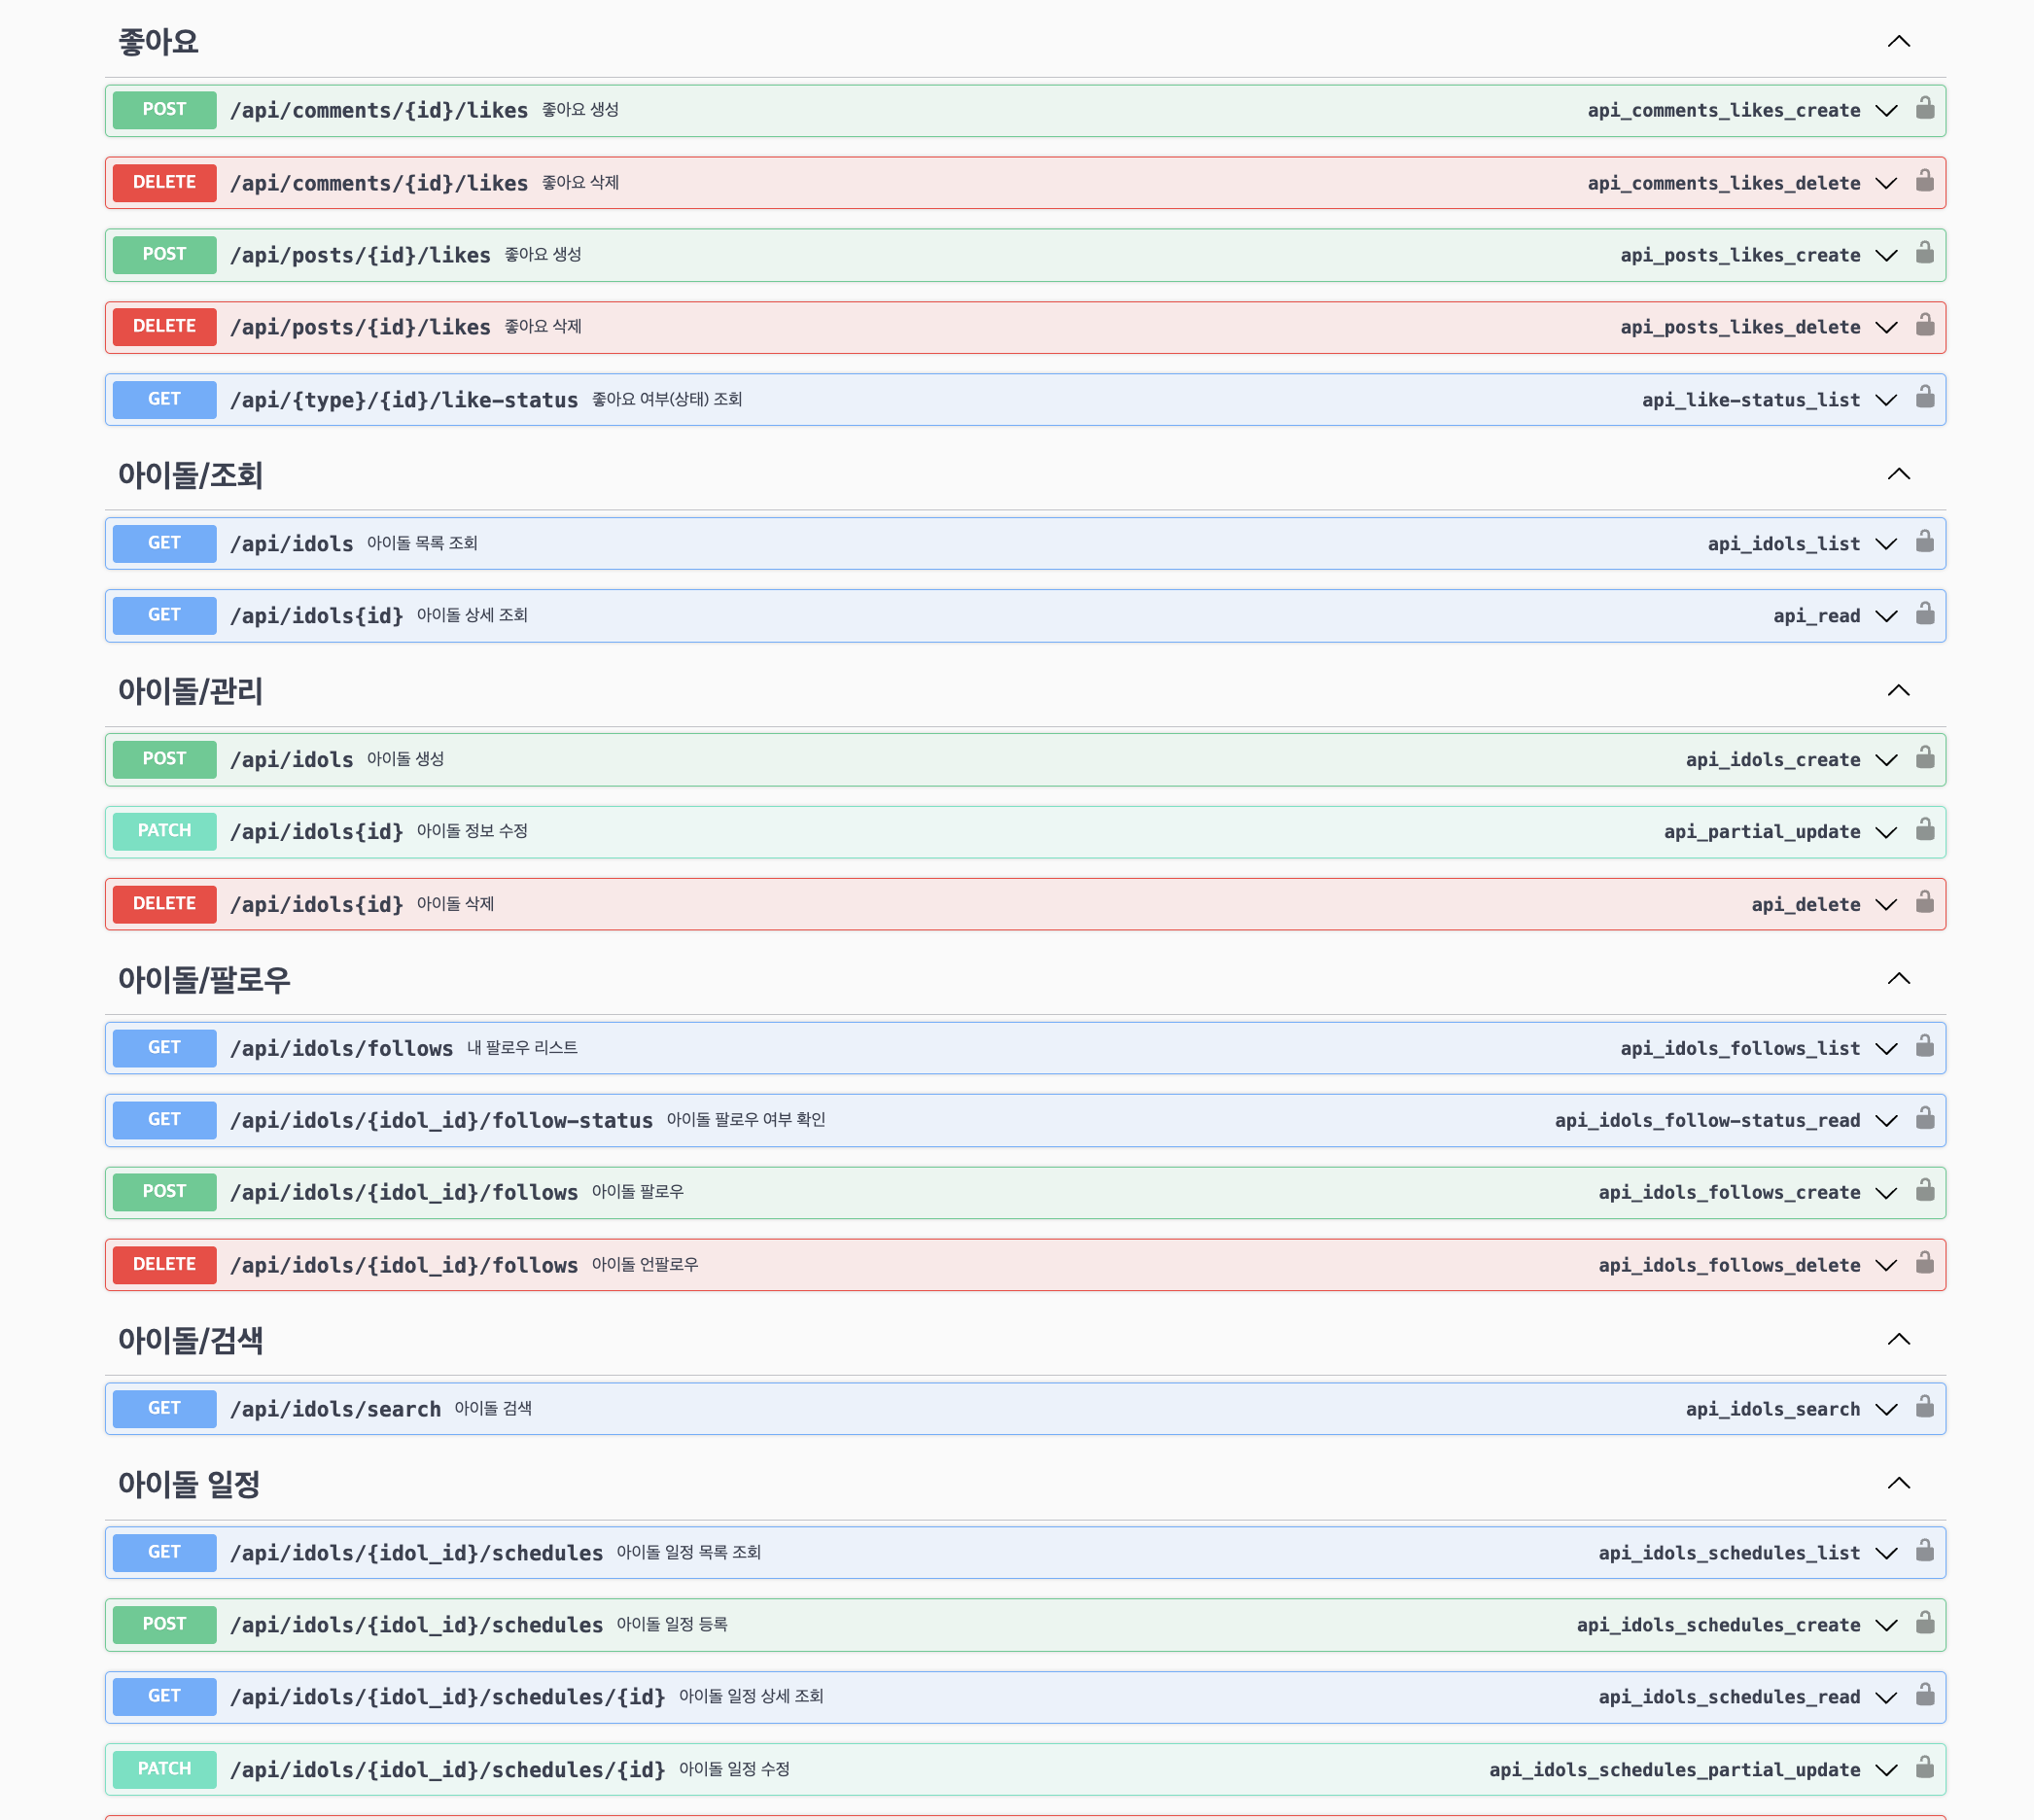 좋아요
POST /api/comments/{id}/likes 좋아요 생성 api_comments_likes_create
DELETE /api/comments/{id}/likes 좋아요 삭제 api_comments_likes_delete
POST /api/posts/{id}/likes 좋아요 생성 api_posts_likes_create
DELETE /api/posts/{id}/likes 좋아요 삭제 api_posts_likes_delete
GET /api/{type}/{id}/like-status 좋아요 여부(상태) 조회 api_like-status_list
아이돌/조회
GET /api/idols 아이돌 목록 조회 api_idols_list
GET /api/idols{id} 아이돌 상세 조회 api_read
아이돌/관리
POST /api/idols 아이돌 생성 api_idols_create
PATCH /api/idols{id} 아이돌 정보 수정 api_partial_update
DELETE /api/idols{id} 아이돌 삭제 api_delete
아이돌/팔로우
GET /api/idols/follows 내 팔로우 리스트 api_idols_follows_list
GET /api/idols/{idol_id}/follow-status 아이돌 팔로우 여부 확인 api_idols_follow-status_read
POST /api/idols/{idol_id}/follows 아이돌 팔로우 api_idols_follows_create
DELETE /api/idols/{idol_id}/follows 아이돌 언팔로우 api_idols_follows_delete
아이돌/검색
GET /api/idols/search 아이돌 검색 api_idols_search
아이돌 일정
GET /api/idols/{idol_id}/schedules 아이돌 일정 목록 조회 api_idols_schedules_list
POST /api/idols/{idol_id}/schedules 아이돌 일정 등록 api_idols_schedules_create
GET /api/idols/{idol_id}/schedules/{id} 아이돌 일정 상세 조회 api_idols_schedules_read
PATCH /api/idols/{idol_id}/schedules/{id} 아이돌 일정 수정 api_idols_schedules_partial_update